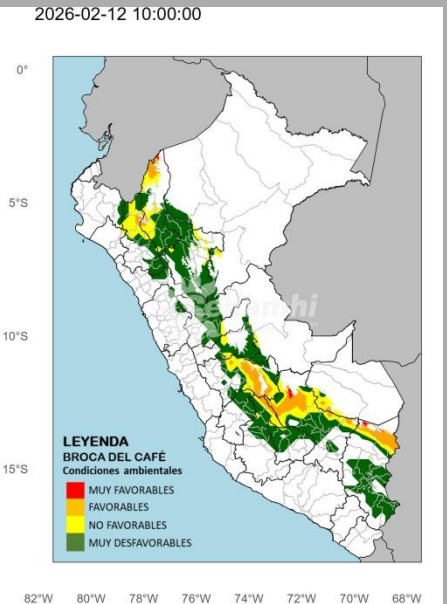 2026-02-12 10:00:00
0°
5°S
10°S
15°S
senamhi
LEYENDA
BROCA DEL CAFÉ
Condiciones ambientales
MUY FAVORABLES
FAVORABLES
NO FAVORABLES
MUY DESFAVORABLES
82°W 80°W 78°W 76°W 74°W 72°W 70°W 68°W